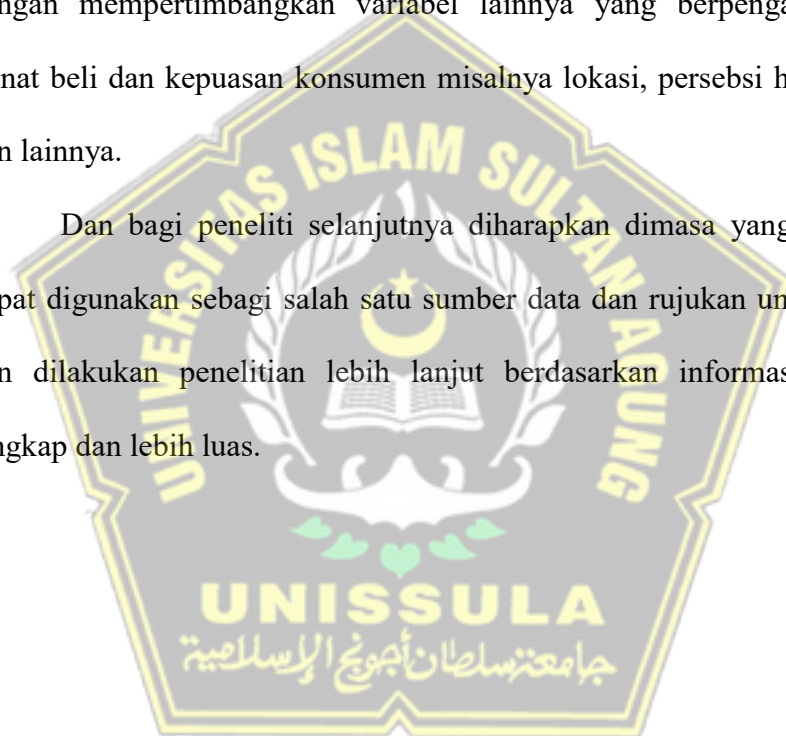 ngan mempertimbangkan variabel lainnya yang berpenga
nat beli dan kepuasan konsumen misalnya lokasi, persebsi h
n lainnya.
Dan bagi peneliti selanjutnya diharapkan dimasa yang
pat digunakan sebagi salah satu sumber data dan rujukan un
n dilakukan penelitian lebih lanjut berdasarkan informas
ngkap dan lebih luas.
UNIVERSITAS ISLAM SULTAN AGUNG
UNISSULA
جامعة سلطان أجونج الإسلامية